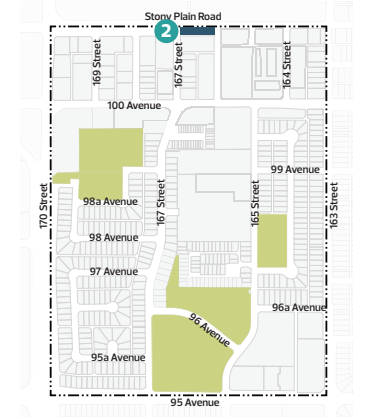 Stony Plain Road
2
169 Street
167 Street
164 Street
100 Avenue
99 Avenue
170 Street
98a Avenue
167 Street
165 Street
163 Street
98 Avenue
97 Avenue
96a Avenue
96 Avenue
95a Avenue
95 Avenue